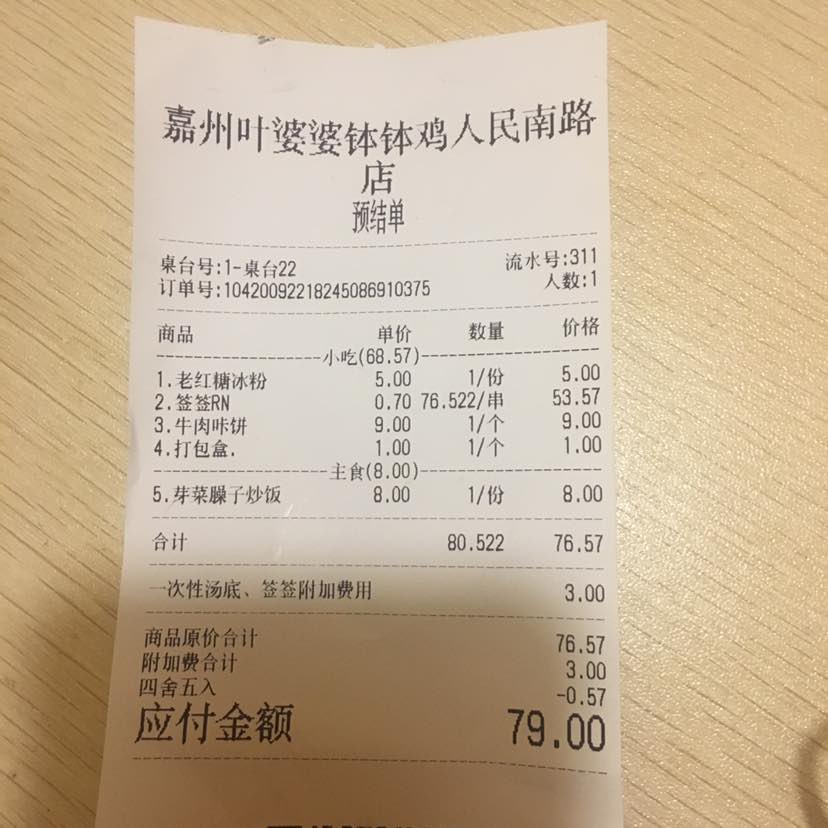 嘉州叶婆婆钵钵鸡人民南路
店
预结单
桌台号:1-桌台22 流水号:311
订单号:10420092218245086910375 人数:1
商品 单价 数量 价格
小吃(68.57)
1.老红糖冰粉 5.00 1/份 5.00
2.签签RN 0.70 76.522/串 53.57
3.牛肉咔饼 9.00 1/个 9.00
4.打包盒. 1.00 1/个 1.00
主食(8.00)
5.芽菜臊子炒饭 8.00 1/份 8.00
合计 80.522 76.57
一次性汤底、签签附加费用 3.00
商品原价合计 76.57
附加费合计 3.00
四舍五入 -0.57
应付金额 79.00